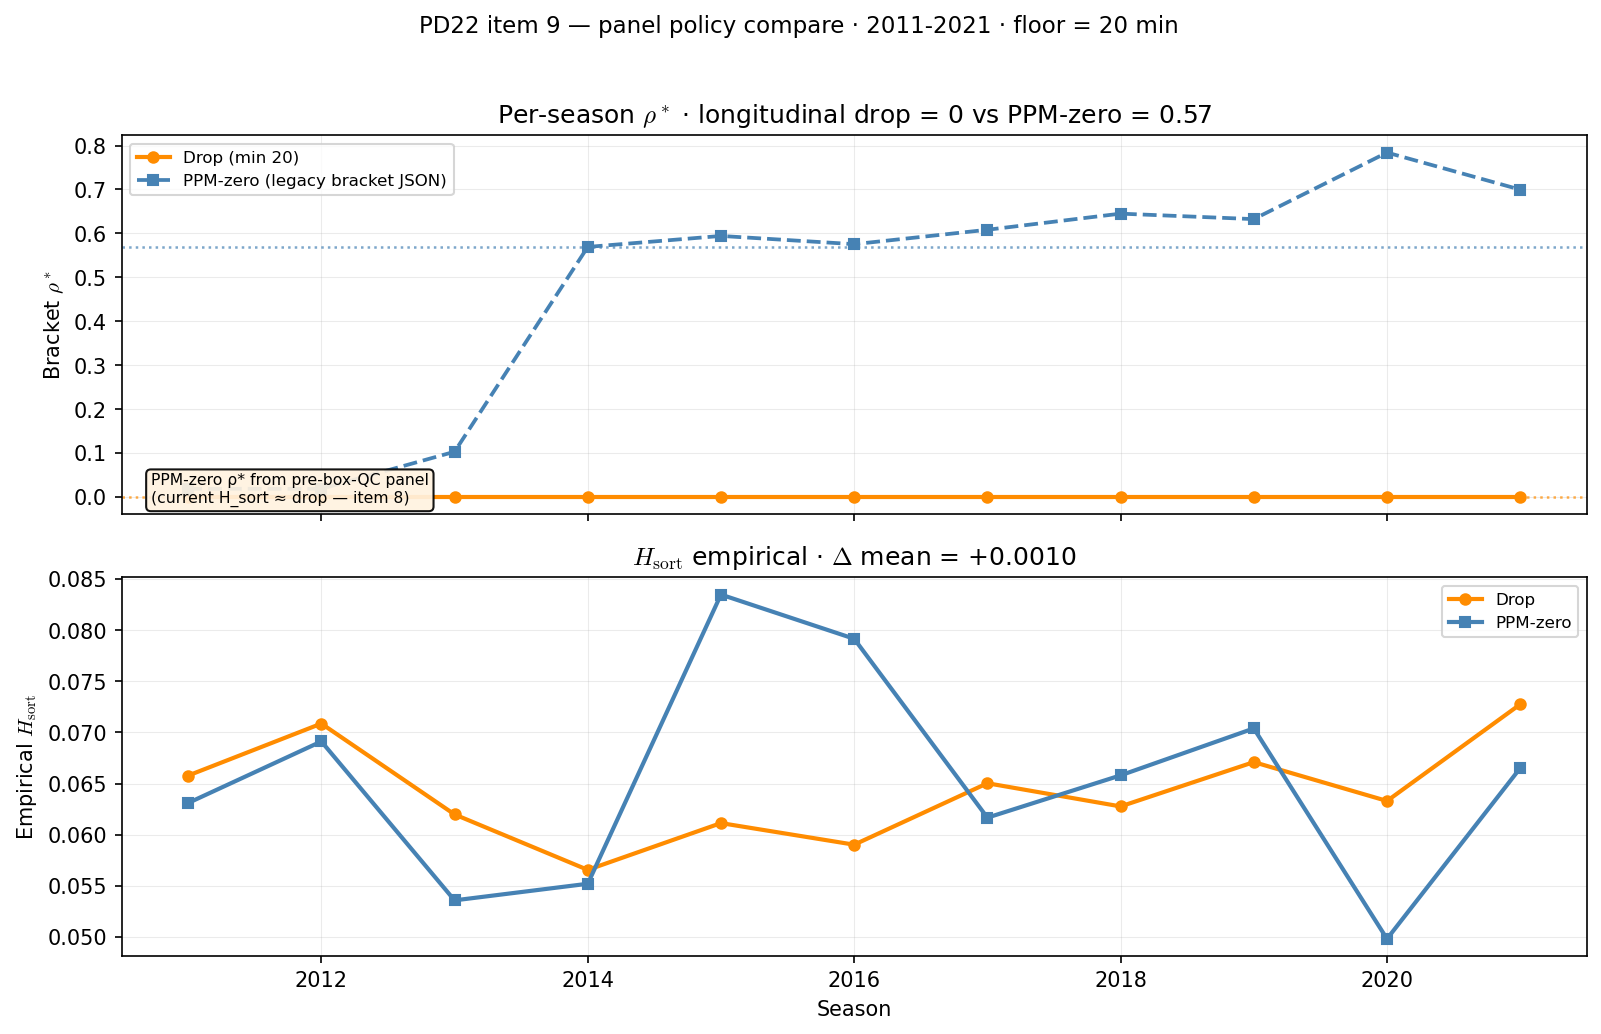 PD22 item 9 — panel policy compare · 2011-2021 · floor = 20 min
Per-season ρ* · longitudinal drop = 0 vs PPM-zero = 0.57
Drop (min 20)
PPM-zero (legacy bracket JSON)
Bracket ρ*
0.8
0.7
0.6
0.5
0.4
0.3
0.2
0.1
0.0
PPM-zero ρ* from pre-box-QC panel
(current H_sort ≈ drop — item 8)
H_sort empirical · Δ mean = +0.0010
Drop
PPM-zero
Empirical H_sort
0.085
0.080
0.075
0.070
0.065
0.060
0.055
0.050
2012
2014
2016
2018
2020
Season